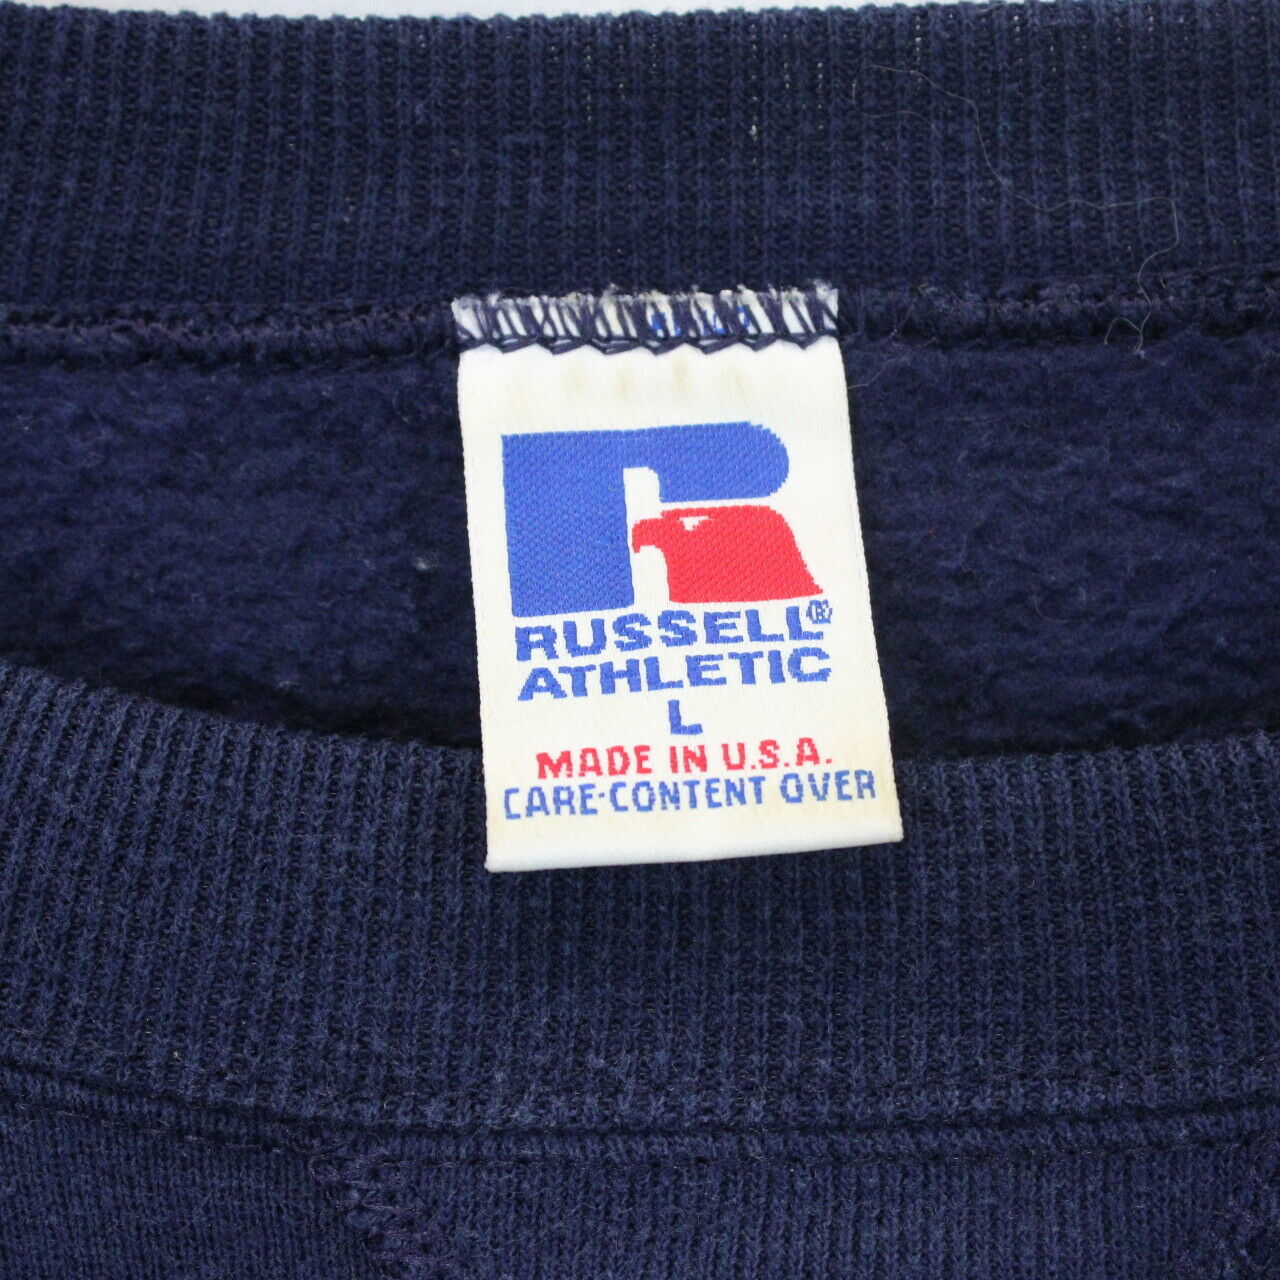 RUSSELL®
ATHLETIC
L
MADE IN U.S.A.
CARE-CONTENT OVER